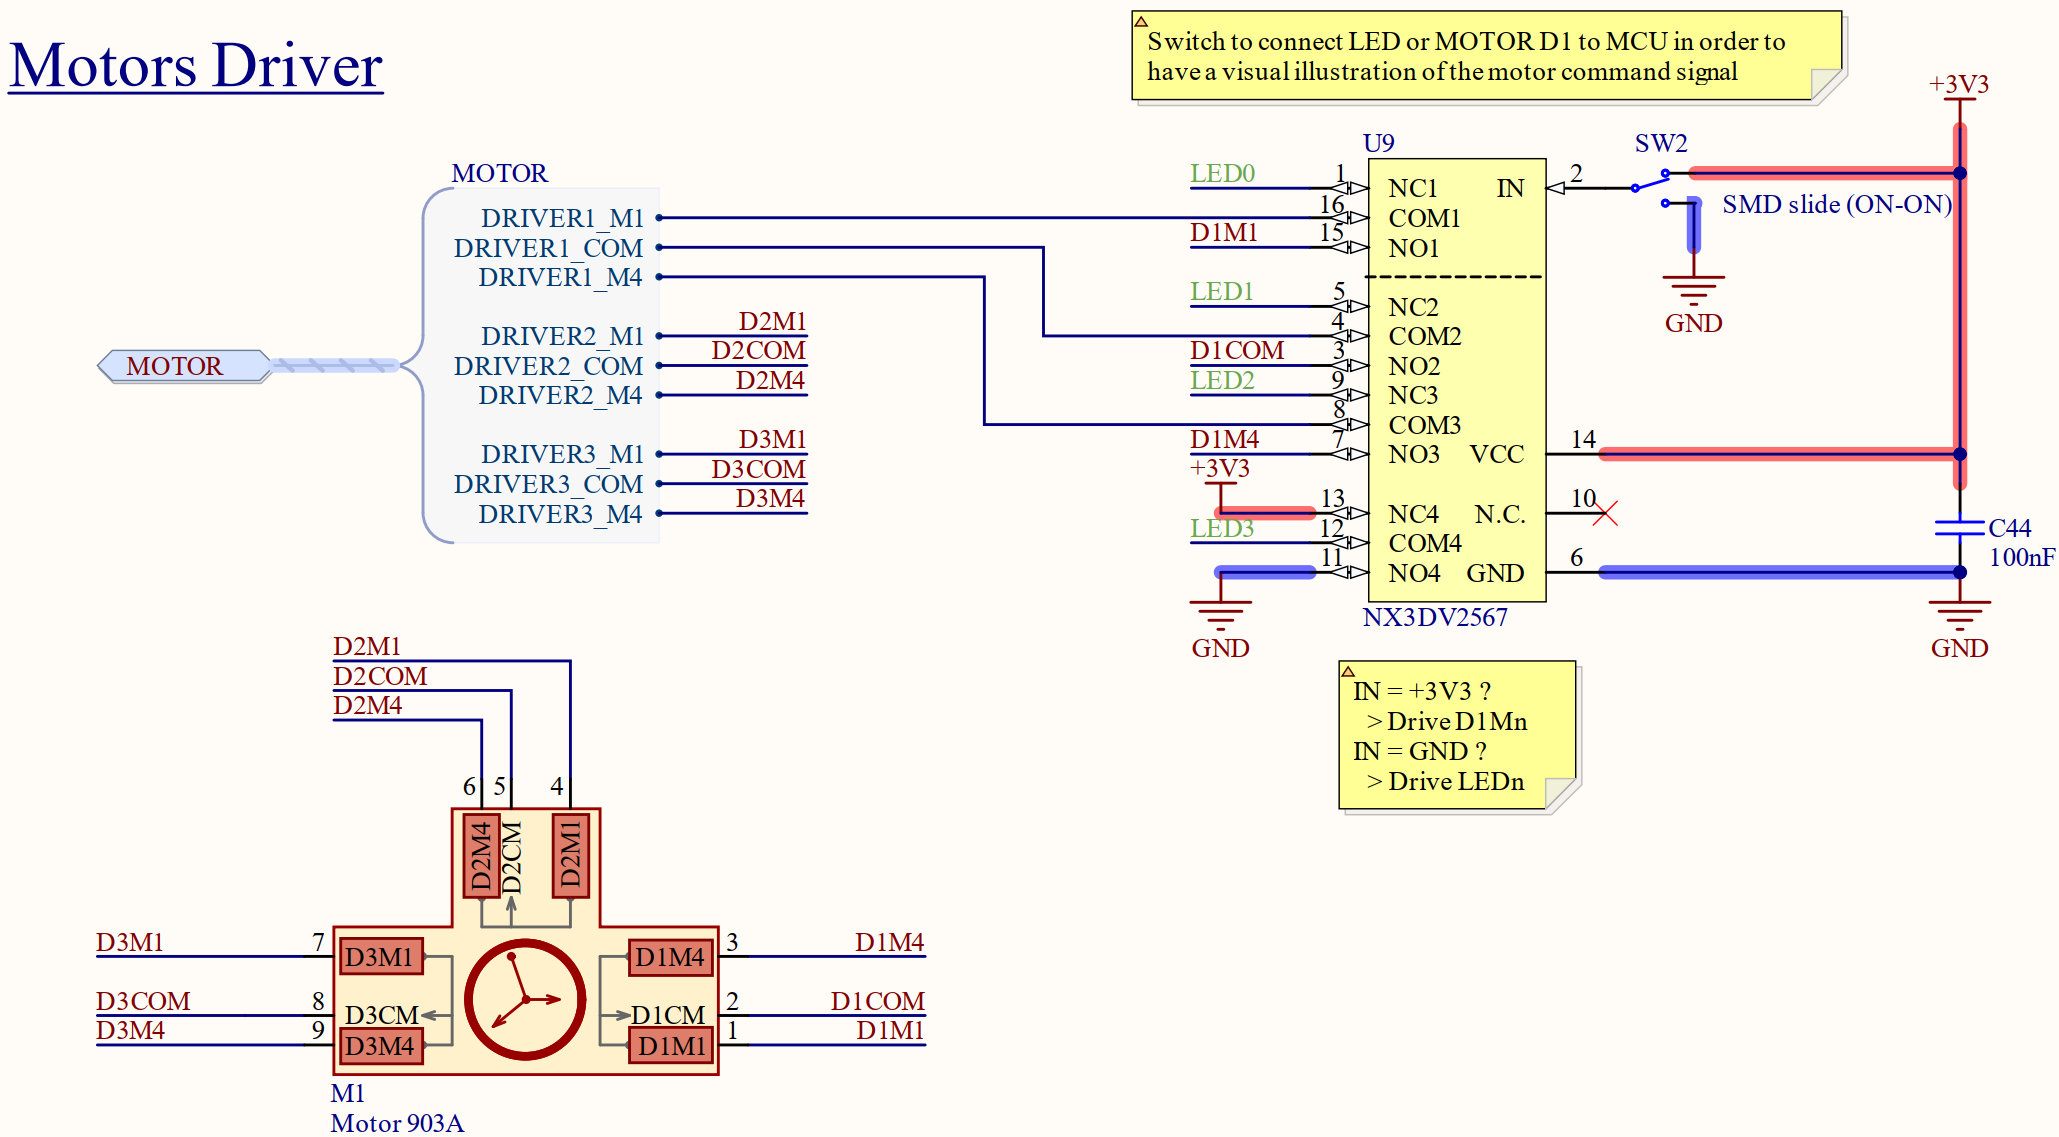 Motors Driver
Switch to connect LED or MOTOR D1 to MCU in order to
have a visual illustration of the motor command signal
+3V3
MOTOR
DRIVER1_M1
DRIVER1_COM
DRIVER1_M4
DRIVER2_M1
DRIVER2_COM
DRIVER2_M4
DRIVER3_M1
DRIVER3_COM
DRIVER3_M4
D2M1
D2COM
D2M4
D3M1
D3COM
D3M4
MOTOR
U9
LED0 1 NC1
16 COM1
D1M1 15 NO1
LED1 5 NC2
4 COM2
D1COM 3 NO2
LED2 9 NC3
8 COM3
D1M4 7 NO3
+3V3
13 NC4
LED3 12 COM4
11 NO4
GND
IN 2
VCC 14
N.C. 10
GND 6
NX3DV2567
SW2
SMD slide (ON-ON)
GND
C44
100nF
GND
IN = +3V3 ?
> Drive D1Mn
IN = GND ?
> Drive LEDn
D2M1
D2COM
D2M4
6 5 4
D2M4 D2CM D2M1
D3M1 7 D3M1
D3COM 8 D3CM
D3M4 9 D3M4
D1M4 3 D1M4
D1CM 2 D1COM
D1M1 1 D1M1
M1
Motor 903A